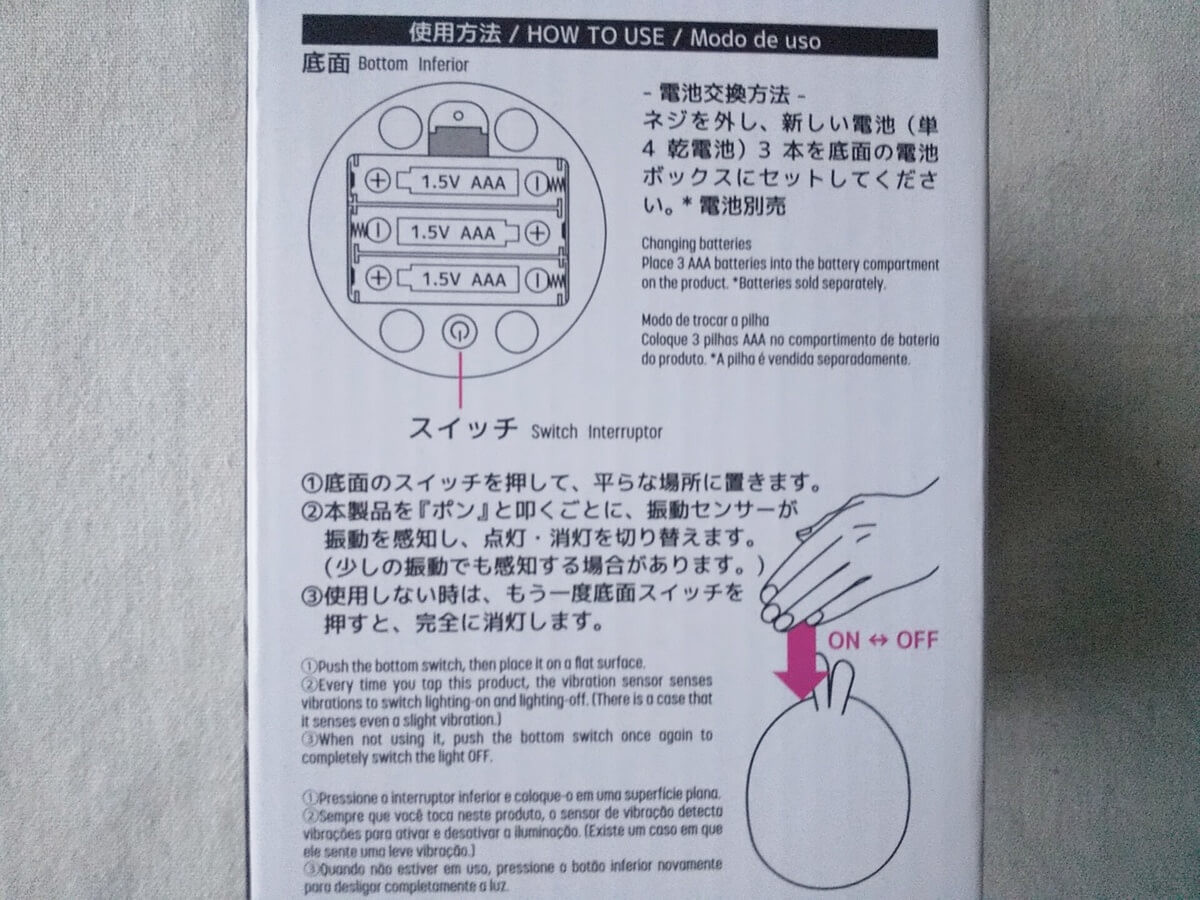 使用方法 / HOW TO USE / Modo de uso
底面 Bottom Inferior
1.5V AAA
1.5V AAA
1.5V AAA
スイッチ Switch Interruptor
- 電池交換方法 -
ネジを外し、新しい電池（単
4 乾電池）3 本を底面の電池
ボックスにセットしてくださ
い。* 電池別売
Changing batteries
Place 3 AAA batteries into the battery compartment
on the product. *Batteries sold separately.
Modo de trocar a pilha
Coloque 3 pilhas AAA no compartimento de bateria
do produto. *A pilha é vendida separadamente.
①底面のスイッチを押して、平らな場所に置きます。
②本製品を『ポン』と叩くごとに、振動センサーが
振動を感知し、点灯・消灯を切り替えます。
（少しの振動でも感知する場合があります。）
③使用しない時は、もう一度底面スイッチを
押すと、完全に消灯します。
ON ↔ OFF
①Push the bottom switch, then place it on a flat surface.
②Every time you tap this product, the vibration sensor senses
vibrations to switch lighting-on and lighting-off. (There is a case that
it senses even a slight vibration.)
③When not using it, push the bottom switch once again to
completely switch the light OFF.
①Pressione o interruptor inferior e coloque-o em uma superfície plana.
②Sempre que você toca neste produto, o sensor de vibração detecta
vibrações para ativar e desativar a iluminação. (Existe um caso em que
ele sente uma leve vibração.)
③Quando não estiver em uso, pressione o botão inferior novamente
para desligar completamente a luz.